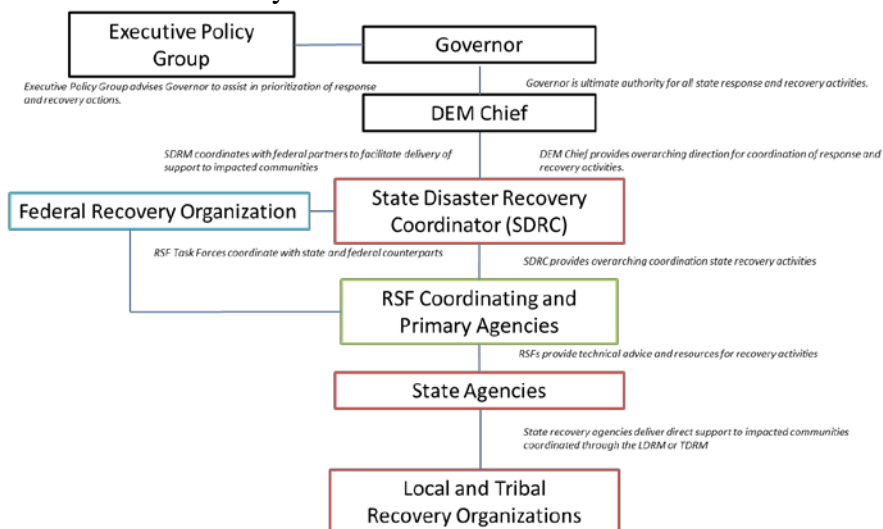 Executive Policy
Group
Governor
Executive Policy Group advises Governor to assist in prioritization of response
and recovery actions.
Governor is ultimate authority for all state response and recovery activities.
DEM Chief
SDRM coordinates with federal partners to facilitate delivery of
support to impacted communities
DEM Chief provides overarching direction for coordination of response and
recovery activities.
Federal Recovery Organization
State Disaster Recovery
Coordinator (SDRC)
RSF Task Forces coordinate with state and federal counterparts
SDRC provides overarching coordination state recovery activities
RSF Coordinating and
Primary Agencies
RSFs provide technical advice and resources for recovery activities
State Agencies
State recovery agencies deliver direct support to impacted communities
coordinated through the LDRM or TDRM
Local and Tribal
Recovery Organizations